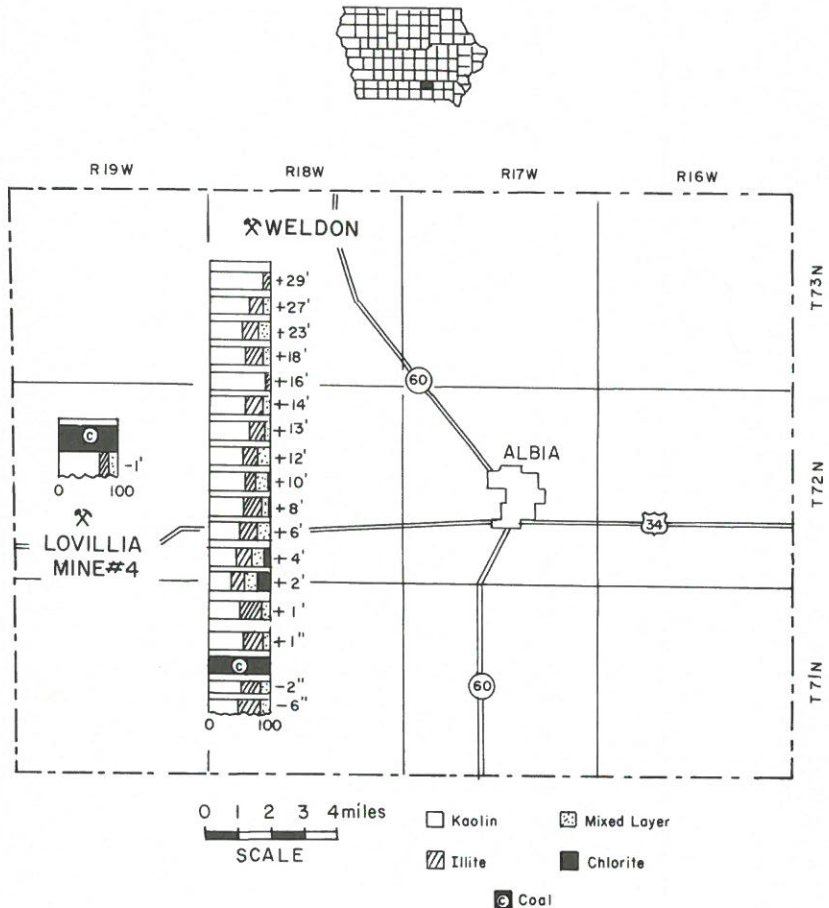 R19W R18W R17W R16W
WELDON
T73N
+29'
+27'
+23'
+18'
+16'
60
+14'
+13'
+12'
+10'
+8'
+6'
+4'
+2'
+1'
+1"
C
-2"
-6"
0 100
C
-1'
0 100
LOVILLIA
MINE#4
ALBIA
T72N
34
60
T71N
0 1 2 3 4 miles
SCALE
Kaolin Mixed Layer
Illite Chlorite
C Coal